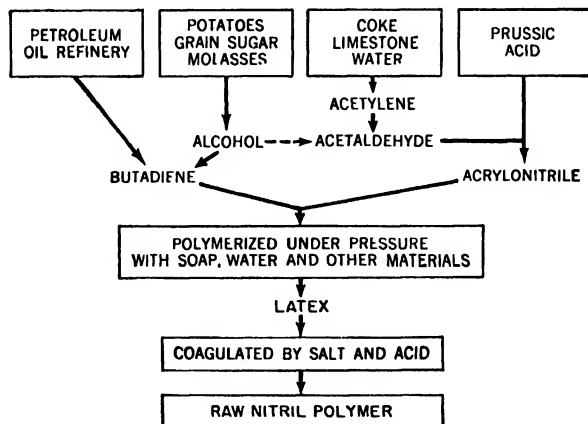 PETROLEUM
OIL REFINERY
POTATOES
GRAIN SUGAR
MOLASSES
COKE
LIMESTONE
WATER
PRUSSIC
ACID
ACETYLENE
ALCOHOL
ACETALDEHYDE
BUTADIENE
ACRYLONITRILE
POLYMERIZED UNDER PRESSURE
WITH SOAP, WATER AND OTHER MATERIALS
LATEX
COAGULATED BY SALT AND ACID
RAW NITRIL POLYMER